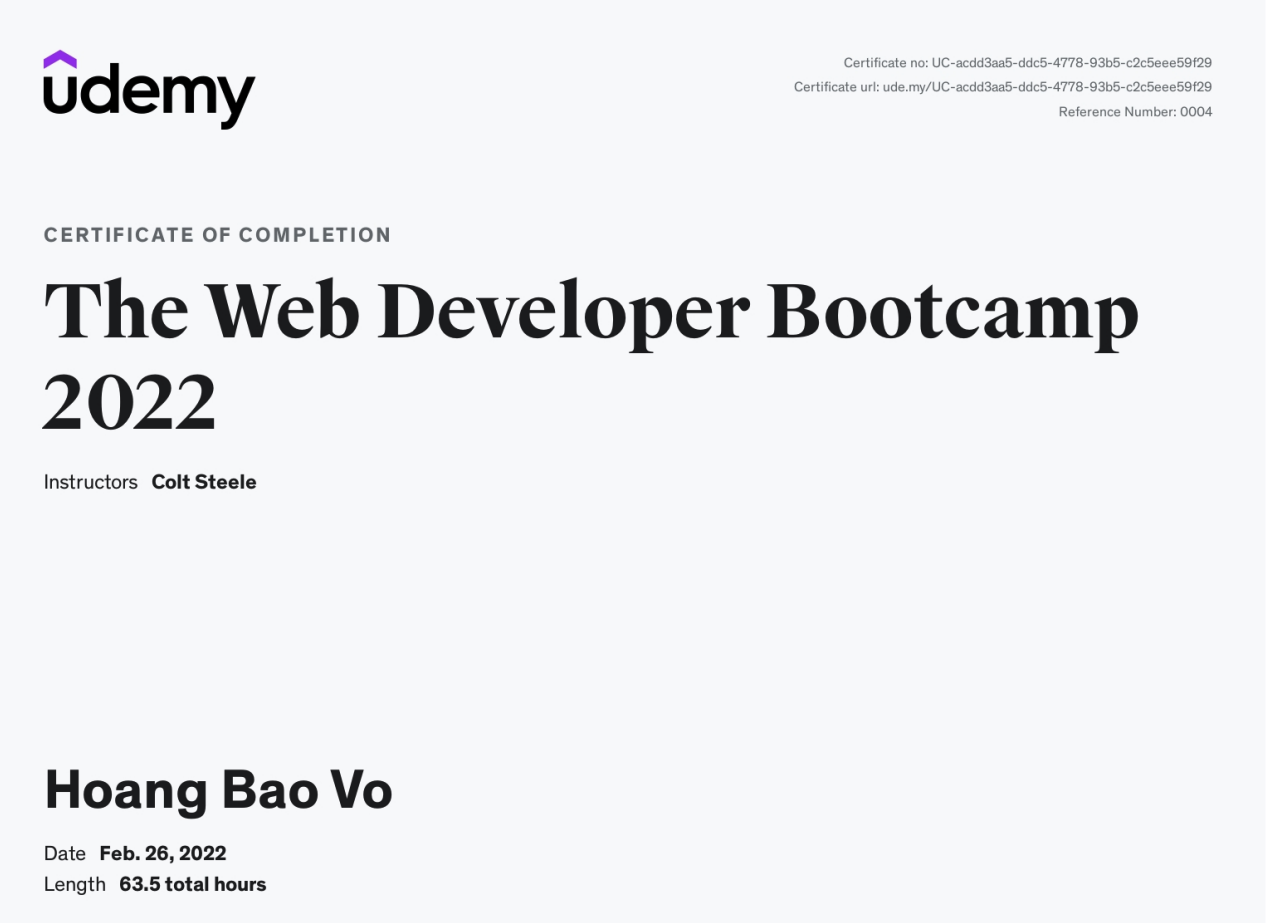 udemy
Certificate no: UC-acdd3aa5-ddc5-4778-93b5-c2c5eee59f29
Certificate url: ude.my/UC-acdd3aa5-ddc5-4778-93b5-c2c5eee59f29
Reference Number: 0004
CERTIFICATE OF COMPLETION
The Web Developer Bootcamp
2022
Instructors Colt Steele
Hoang Bao Vo
Date Feb. 26, 2022
Length 63.5 total hours